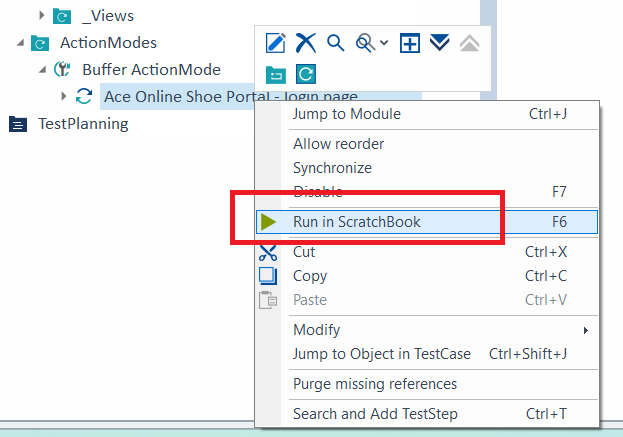 _Views
ActionModes
Buffer ActionMode
Ace Online Shoe Portal - login page
TestPlanning
Jump to Module Ctrl+J
Allow reorder
Synchronize
Disable F7
Run in ScratchBook F6
Cut Ctrl+X
Copy Ctrl+C
Paste Ctrl+V
Modify
Jump to Object in TestCase Ctrl+Shift+J
Purge missing references
Search and Add TestStep Ctrl+T